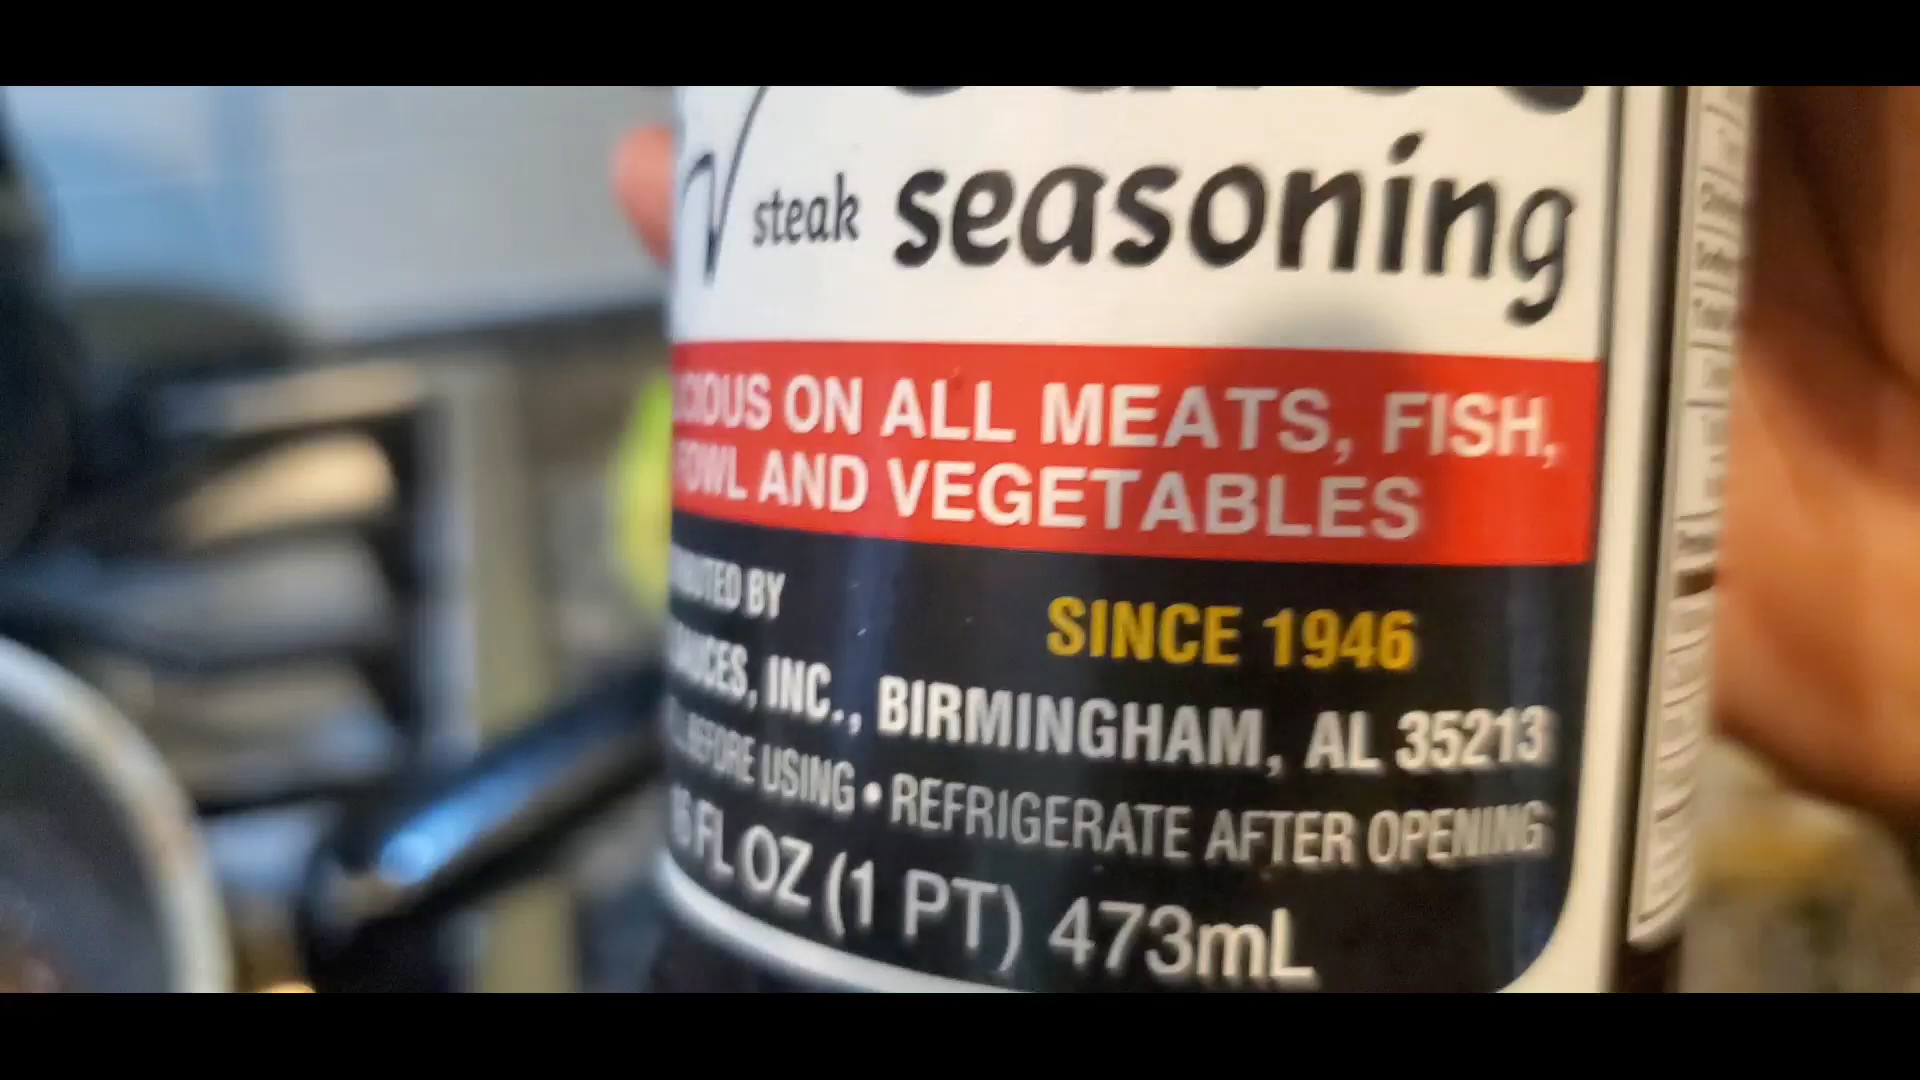 steak seasoning
ON ALL MEATS, FISH,
AND VEGETABLES
BY
SINCE 1946
INC., BIRMINGHAM, AL 35213
BEFORE USING • REFRIGERATE AFTER OPENING
FL OZ (1 PT) 473mL